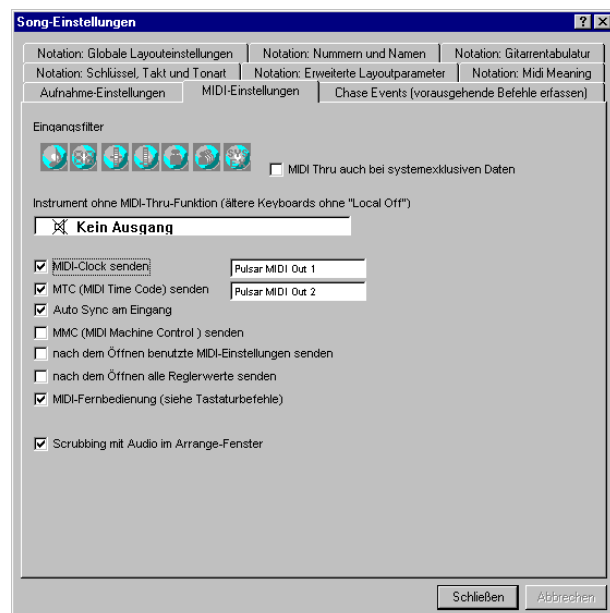 Song-Einstellungen
Notation: Globale Layouteinstellungen
Notation: Nummern und Namen
Notation: Gitarrentabulatur
Notation: Schlüssel, Takt und Tonart
Notation: Erweiterte Layoutparameter
Notation: Midi Meaning
Aufnahme-Einstellungen
MIDI-Einstellungen
Chase Events (vorausgehende Befehle erfassen)
Eingangsfilter
SYS EX
MIDI Thru auch bei systemexklusiven Daten
Instrument ohne MIDI-Thru-Funktion (ältere Keyboards ohne "Local Off")
Kein Ausgang
MIDI-Clock senden
Pulsar MIDI Out 1
MTC (MIDI Time Code) senden
Pulsar MIDI Out 2
Auto Sync am Eingang
MMC (MIDI Machine Control ) senden
nach dem Öffnen benutzte MIDI-Einstellungen senden
nach dem Öffnen alle Reglerwerte senden
MIDI-Fernbedienung (siehe Tastaturbefehle)
Scrubbing mit Audio im Arrange-Fenster
Schließen
Abbrechen